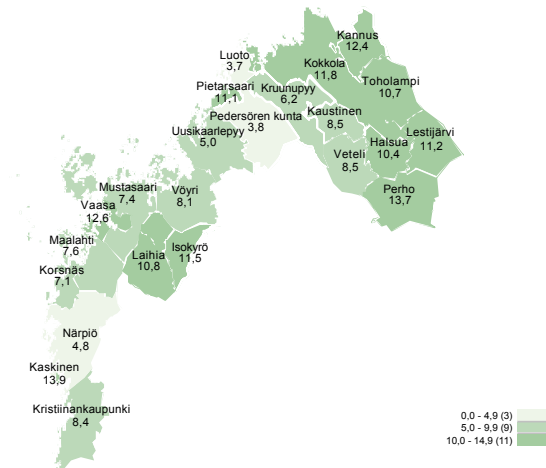 Kannus
12,4
Luoto
3,7
Kokkola
11,8
Toholampi
10,7
Pietarsaari
11,1
Kruunupyy
6,2
Pedersören kunta
3,8
Kaustinen
8,5
Uusikaarlepyy
5,0
Lestijärvi
11,2
Halsua
10,4
Veteli
8,5
Mustasaari
7,4
Vöyri
8,1
Perho
13,7
Vaasa
12,6
Maalahti
7,6
Isokyrö
11,5
Laihia
10,8
Korsnäs
7,1
Närpiö
4,8
Kaskinen
13,9
Kristiinankaupunki
8,4
0,0 - 4,9 (3)
5,0 - 9,9 (9)
10,0 - 14,9 (11)